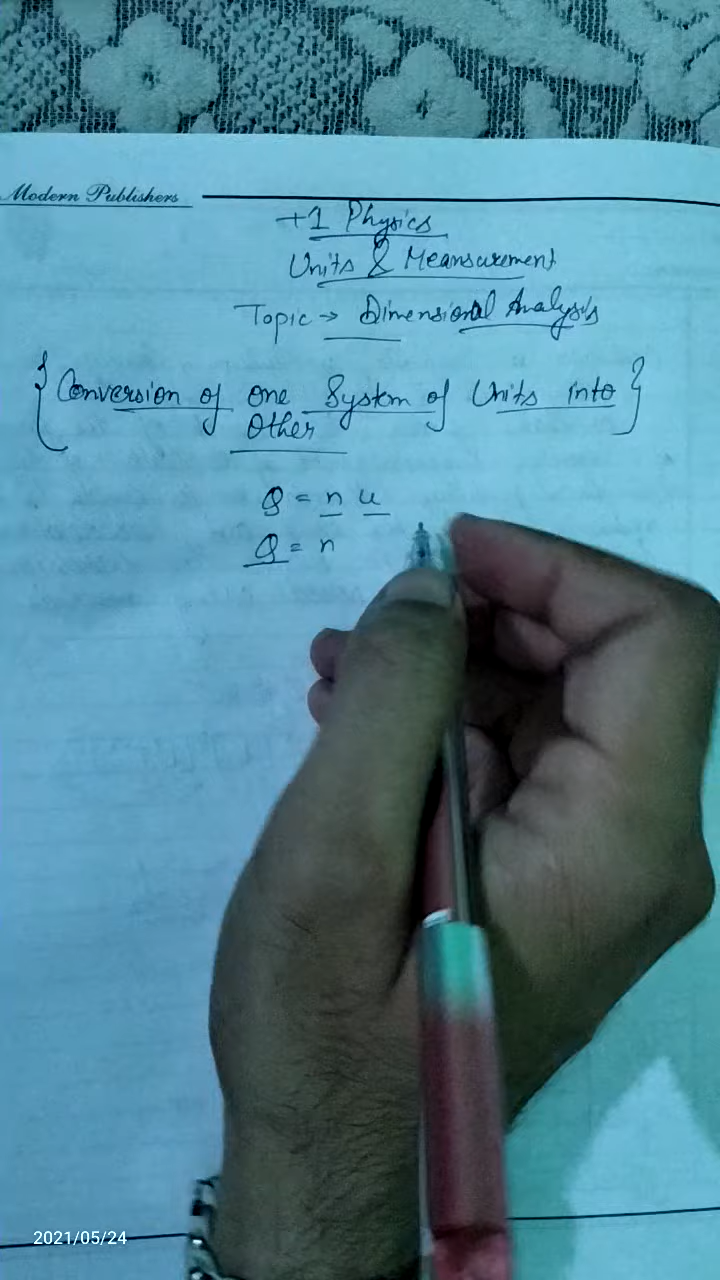 Modern Publishers
+1 Physics
Units & Meansurement
Topic → Dimensional Analysis
{ Conversion of one System of Units into }
Other
Q = n u
Q = n
2021/05/24